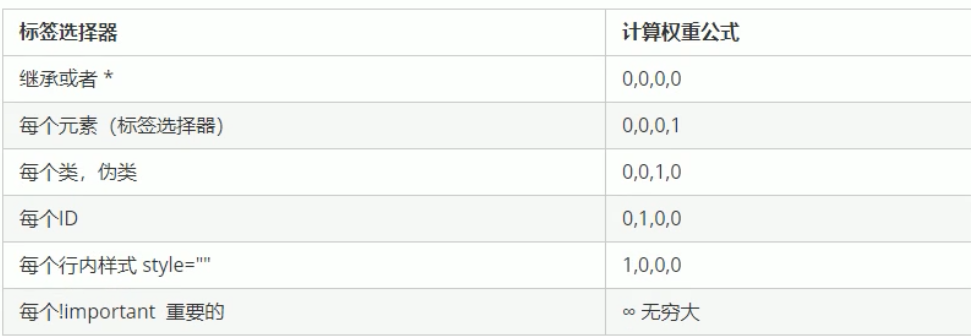 标签选择器 计算权重公式
继承或者 * 0,0,0,0
每个元素（标签选择器） 0,0,0,1
每个类，伪类 0,0,1,0
每个ID 0,1,0,0
每个行内样式 style="" 1,0,0,0
每个!important 重要的 ∞ 无穷大